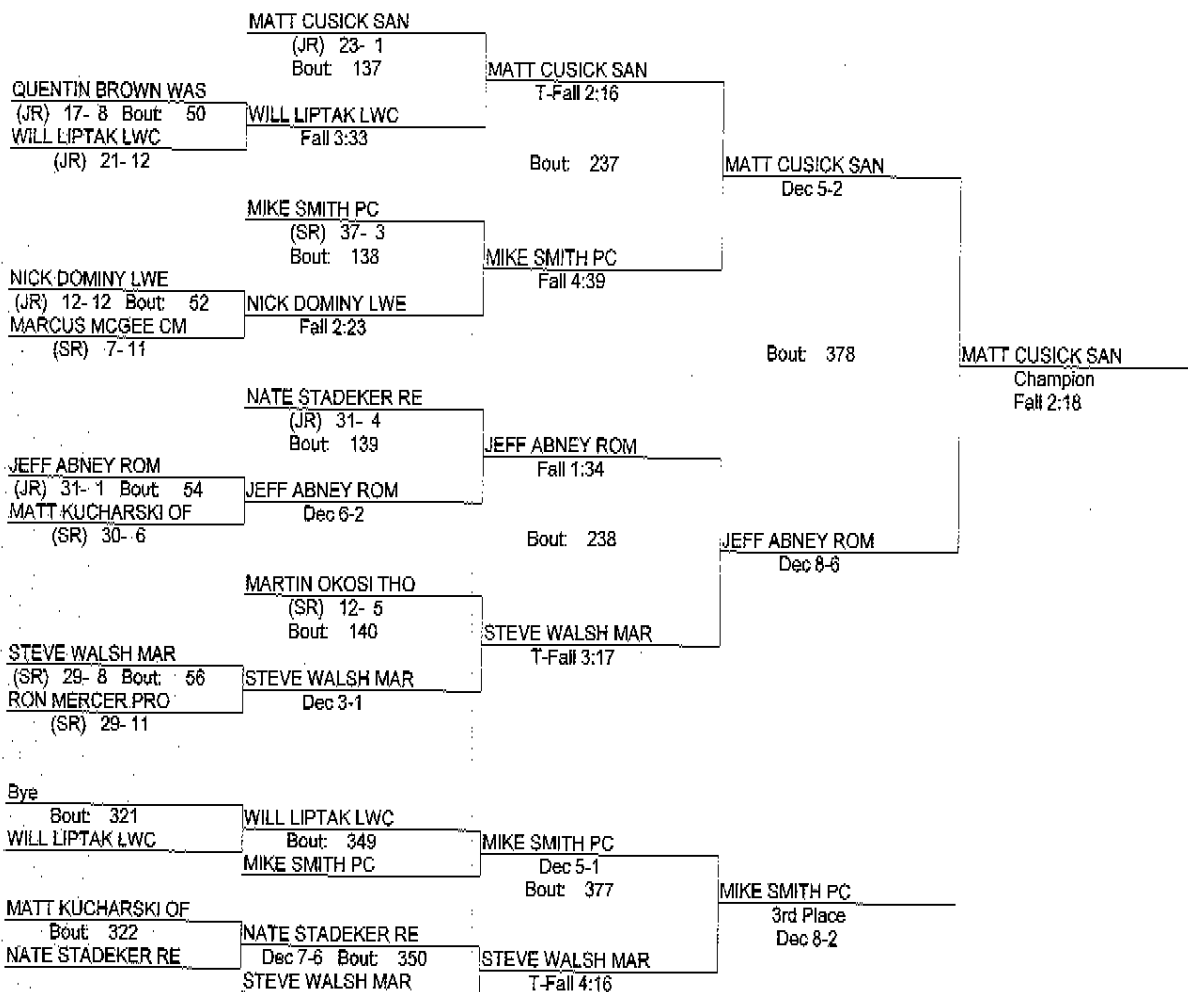 MATT CUSICK SAN
(JR) 23- 1
Bout: 137
MATT CUSICK SAN
T-Fall 2:16
QUENTIN BROWN WAS
(JR) 17- 8 Bout: 50
WILL LIPTAK LWC
WILL LIPTAK LWC
Fall 3:33
(JR) 21- 12
Bout: 237
MATT CUSICK SAN
Dec 5-2
MIKE SMITH PC
(SR) 37- 3
Bout: 138
MIKE SMITH PC
Fall 4:39
NICK DOMINY LWE
(JR) 12- 12 Bout: 52
NICK DOMINY LWE
MARCUS MCGEE CM
Fall 2:23
(SR) 7- 11
Bout: 378
MATT CUSICK SAN
Champion
Fall 2:18
NATE STADEKER RE
(JR) 31- 4
Bout: 139
JEFF ABNEY ROM
Fall 1:34
JEFF ABNEY ROM
(JR) 31- 1 Bout: 54
JEFF ABNEY ROM
MATT KUCHARSKI OF
Dec 6-2
(SR) 30- 6
Bout: 238
JEFF ABNEY ROM
Dec 8-6
MARTIN OKOSI THO
(SR) 12- 5
Bout: 140
STEVE WALSH MAR
T-Fall 3:17
STEVE WALSH MAR
(SR) 29- 8 Bout: 56
STEVE WALSH MAR
RON MERCER PRO
Dec 3-1
(SR) 29- 11
Bye
Bout: 321
WILL LIPTAK LWC
WILL LIPTAK LWC
Bout: 349
MIKE SMITH PC
MIKE SMITH PC
Dec 5-1
Bout: 377
MIKE SMITH PC
3rd Place
Dec 8-2
MATT KUCHARSKI OF
Bout: 322
NATE STADEKER RE
NATE STADEKER RE
Dec 7-6 Bout: 350
STEVE WALSH MAR
STEVE WALSH MAR
T-Fall 4:16